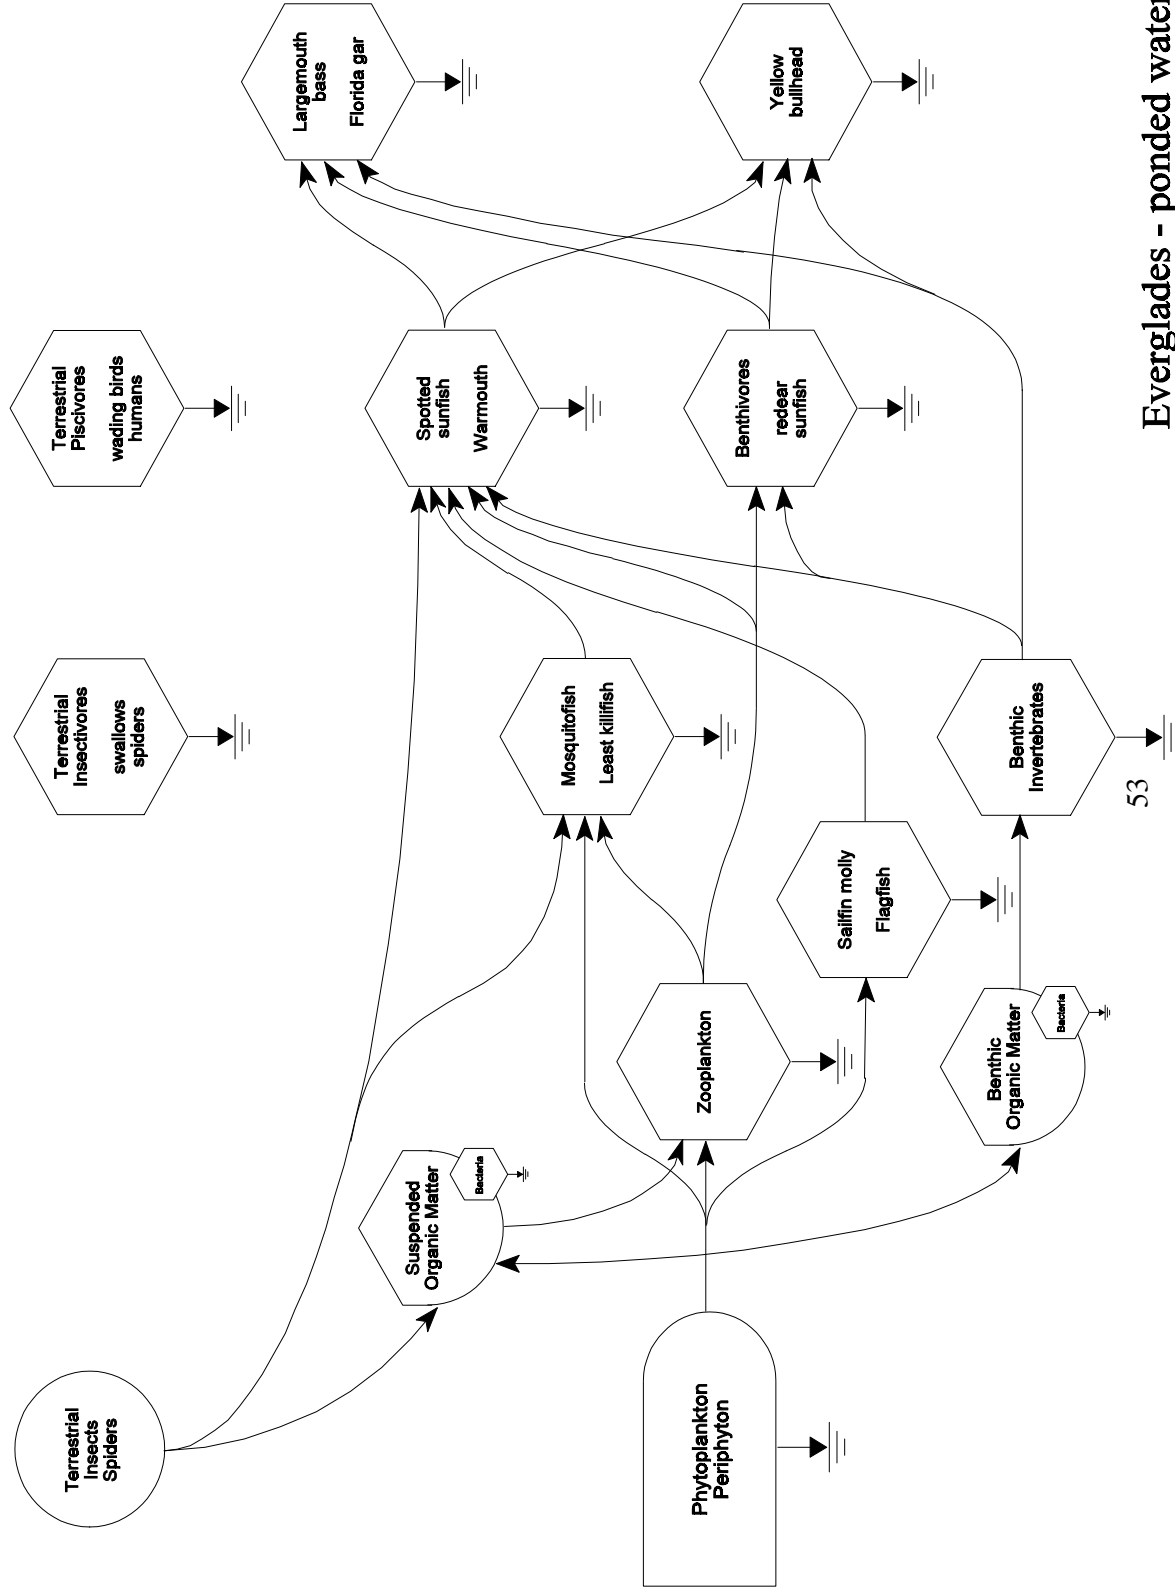 Terrestrial
Insects
Spiders
Terrestrial
Insectivores
swallows
spiders
Terrestrial
Piscivores
wading birds
humans
Suspended
Organic Matter
Bacteria
Mosquitofish
Least killifish
Spotted
sunfish
Warmouth
Largemouth
bass
Florida gar
Phytoplankton
Periphyton
Zooplankton
Sailfin molly
Flagfish
Benthivores
redear
sunfish
Yellow
bullhead
Benthic
Organic Matter
Bacteria
Benthic
Invertebrates
53
Everglades - ponded water